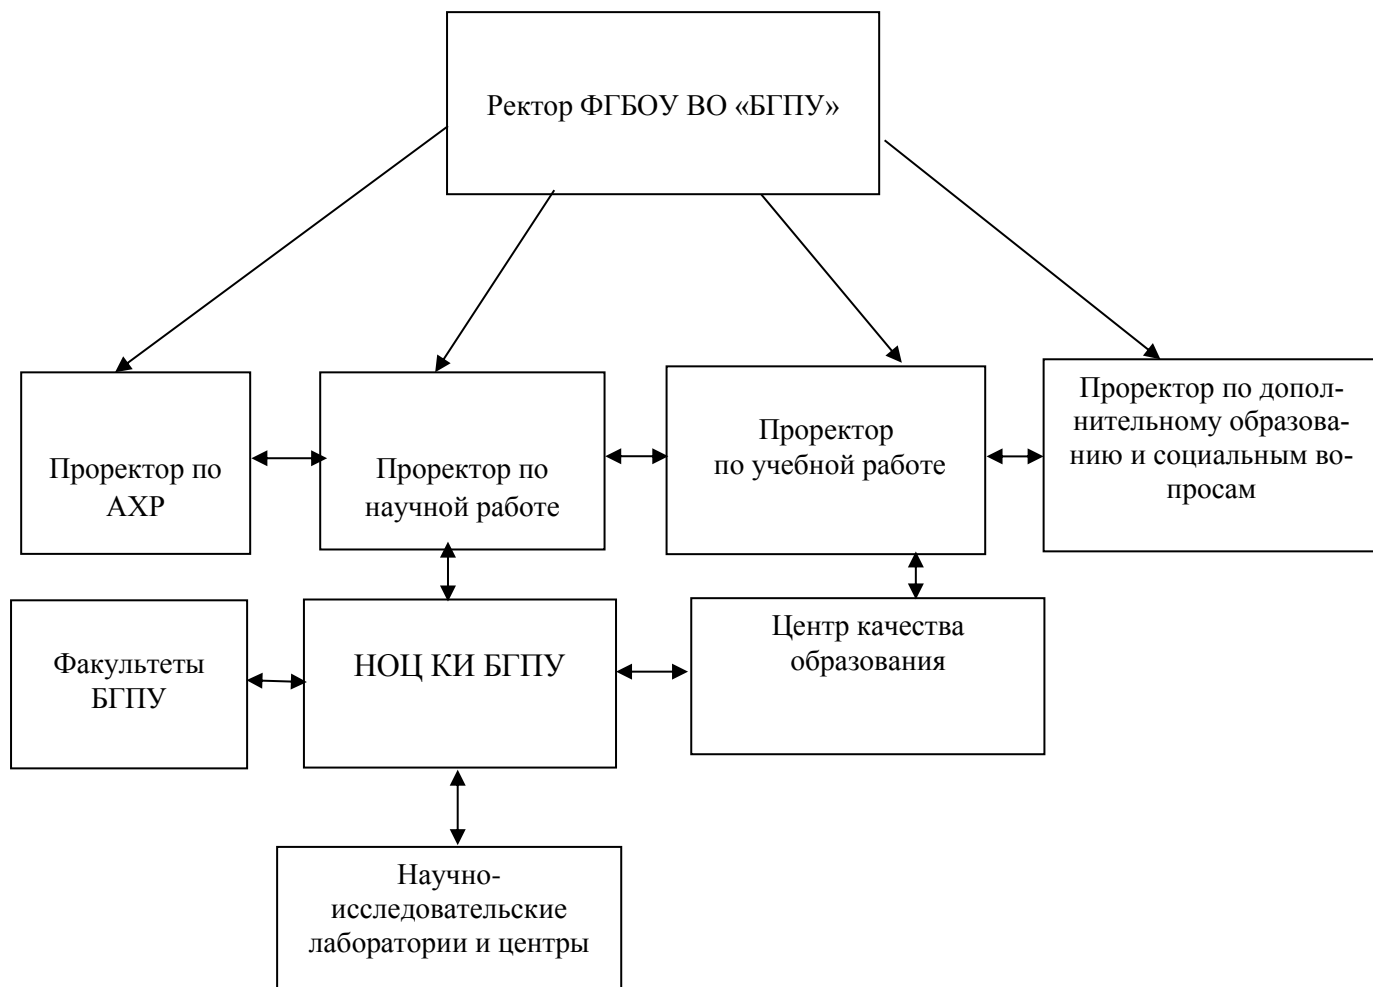 Ректор ФГБОУ ВО «БГПУ»
Проректор по
АХР
Проректор по
научной работе
Проректор
по учебной работе
Проректор по допол-
нительному образова-
нию и социальным во-
просам
Факультеты
БГПУ
НОЦ КИ БГПУ
Центр качества
образования
Научно-
исследовательские
лаборатории и центры